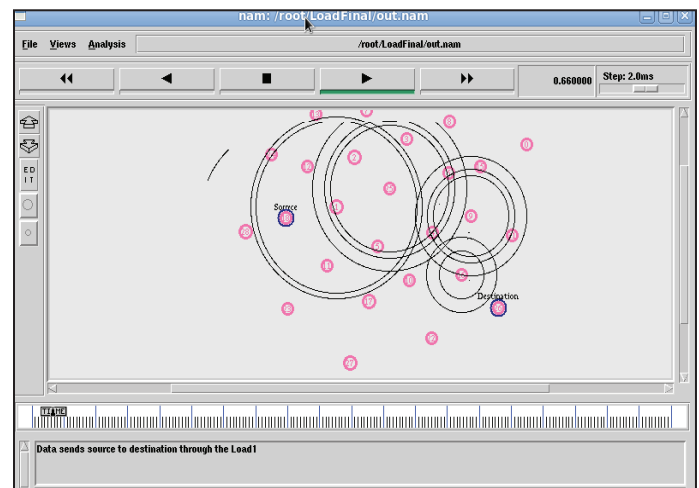 nam: /root/LoadFinal/out.nam
File Views Analysis /root/LoadFinal/out.nam
0.660000 Step: 2.0ms
ED
IT
Source
Destination
TIME
Data sends source to destination through the Load1